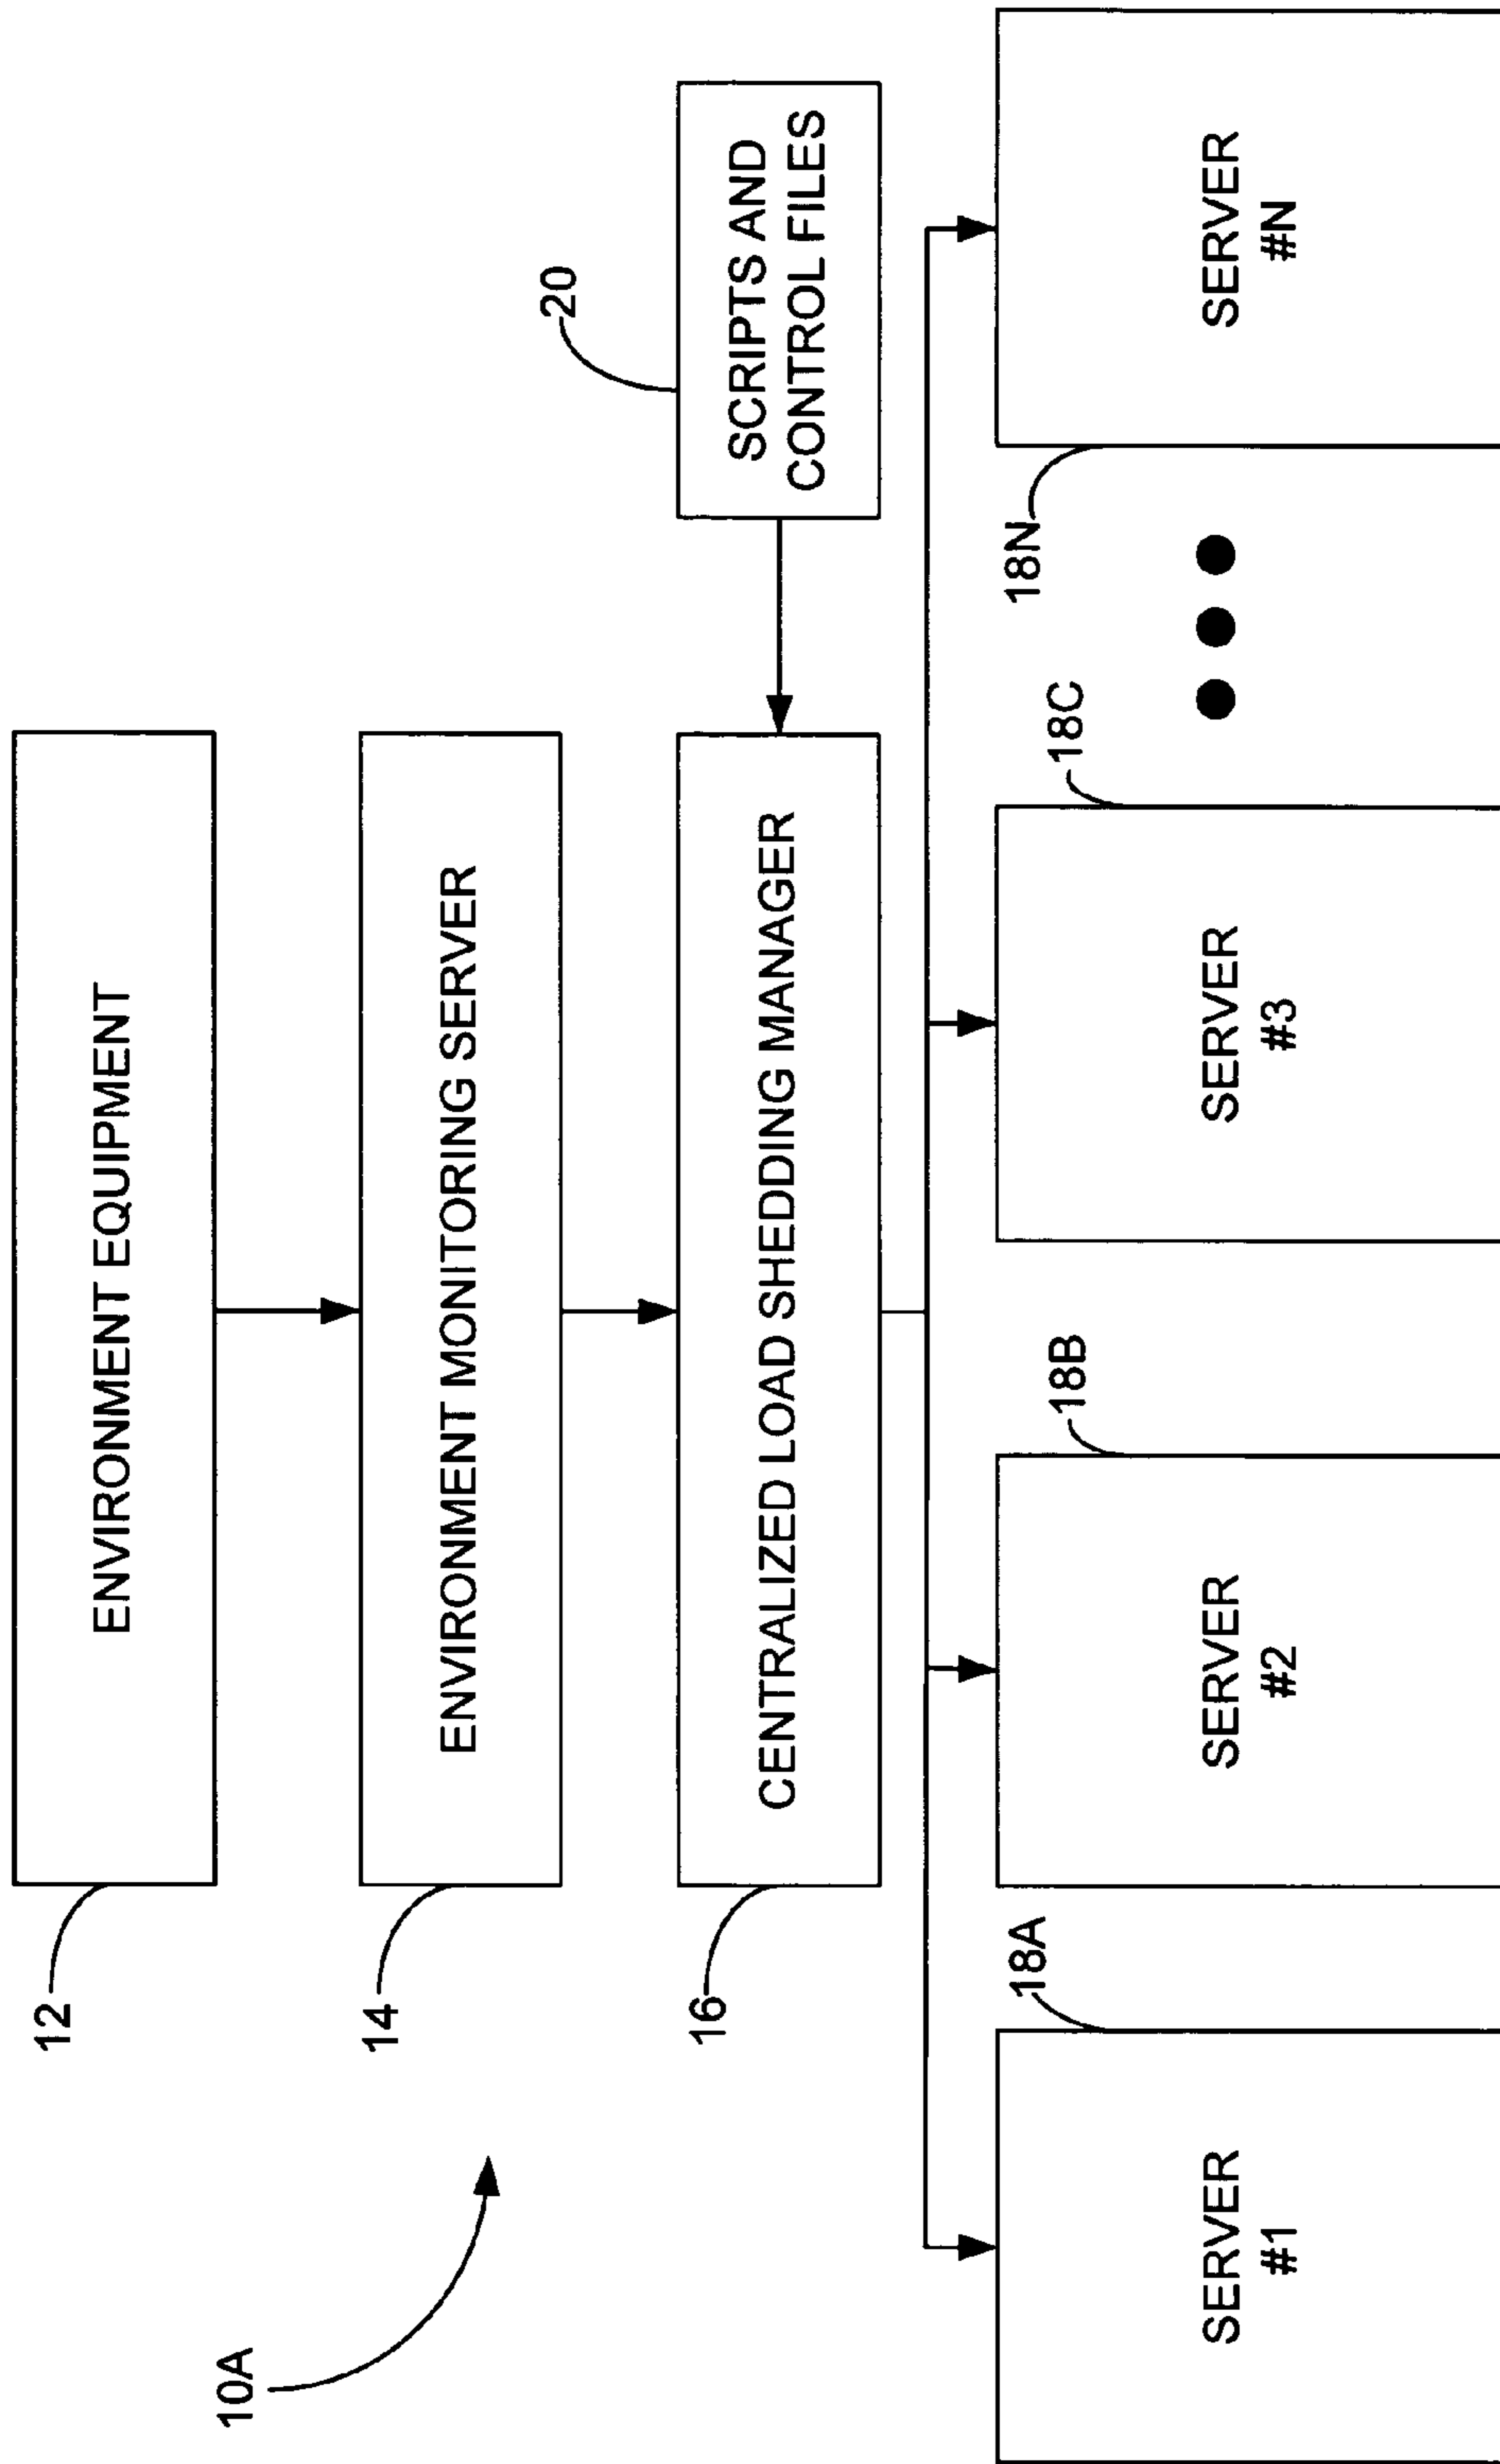 10A
12
ENVIRONMENT EQUIPMENT
14
ENVIRONMENT MONITORING SERVER
20
16
CENTRALIZED LOAD SHEDDING MANAGER
SCRIPTS AND
CONTROL FILES
18A
18B
18C
18N
SERVER
#1
SERVER
#2
SERVER
#3
SERVER
#N